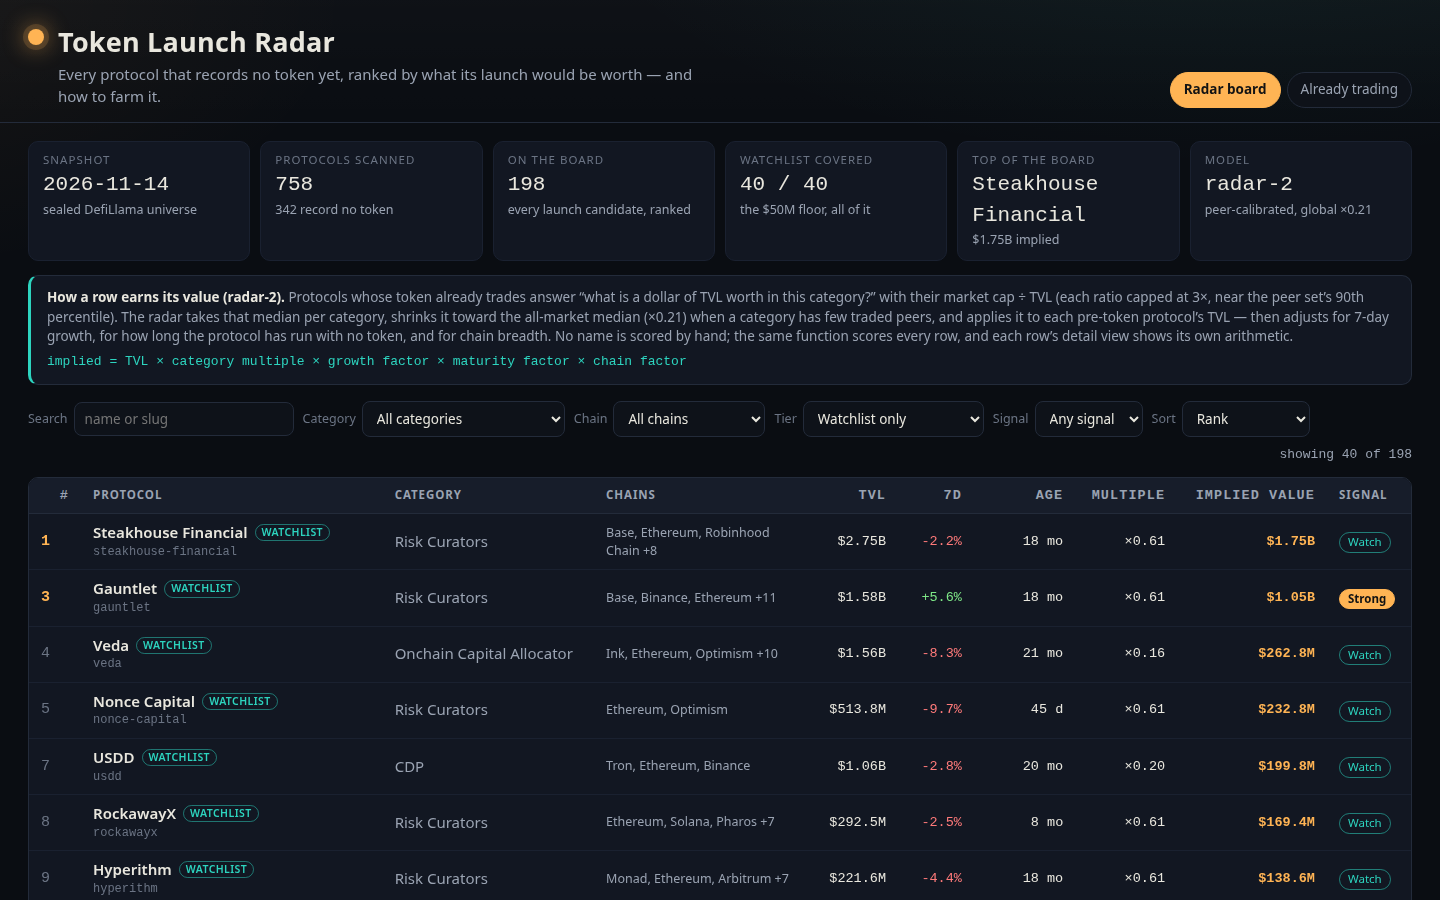 Token Launch Radar
Every protocol that records no token yet, ranked by what its launch would be worth — and
how to farm it.
Radar board
Already trading
SNAPSHOT
2026-11-14
sealed DefiLlama universe
PROTOCOLS SCANNED
758
342 record no token
ON THE BOARD
198
every launch candidate, ranked
WATCHLIST COVERED
40 / 40
the $50M floor, all of it
TOP OF THE BOARD
Steakhouse
Financial
$1.75B implied
MODEL
radar-2
peer-calibrated, global ×0.21
How a row earns its value (radar-2). Protocols whose token already trades answer “what is a dollar of TVL worth in this category?” with their market cap ÷ TVL (each ratio capped at 3×, near the peer set’s 90th
percentile). The radar takes that median per category, shrinks it toward the all-market median (×0.21) when a category has few traded peers, and applies it to each pre-token protocol’s TVL — then adjusts for 7-day
growth, for how long the protocol has run with no token, and for chain breadth. No name is scored by hand; the same function scores every row, and each row’s detail view shows its own arithmetic.
implied = TVL × category multiple × growth factor × maturity factor × chain factor
Search name or slug Category All categories Chain All chains Tier Watchlist only Signal Any signal Sort Rank
showing 40 of 198
# PROTOCOL CATEGORY CHAINS TVL 7D AGE MULTIPLE IMPLIED VALUE SIGNAL
1 Steakhouse Financial WATCHLIST Risk Curators Base, Ethereum, Robinhood $2.75B -2.2% 18 mo ×0.61 $1.75B Watch
steakhouse-financial Chain +8
3 Gauntlet WATCHLIST Risk Curators Base, Binance, Ethereum +11 $1.58B +5.6% 18 mo ×0.61 $1.05B Strong
gauntlet
4 Veda WATCHLIST Onchain Capital Allocator Ink, Ethereum, Optimism +10 $1.56B -8.3% 21 mo ×0.16 $262.8M Watch
veda
5 Nonce Capital WATCHLIST Risk Curators Ethereum, Optimism $513.8M -9.7% 45 d ×0.61 $232.8M Watch
nonce-capital
7 USDD WATCHLIST CDP Tron, Ethereum, Binance $1.06B -2.8% 20 mo ×0.20 $199.8M Watch
usdd
8 RockawayX WATCHLIST Risk Curators Ethereum, Solana, Pharos +7 $292.5M -2.5% 8 mo ×0.61 $169.4M Watch
rockawayx
9 Hyperithm WATCHLIST Risk Curators Monad, Ethereum, Arbitrum +7 $221.6M -4.4% 18 mo ×0.61 $138.6M Watch
hyperithm